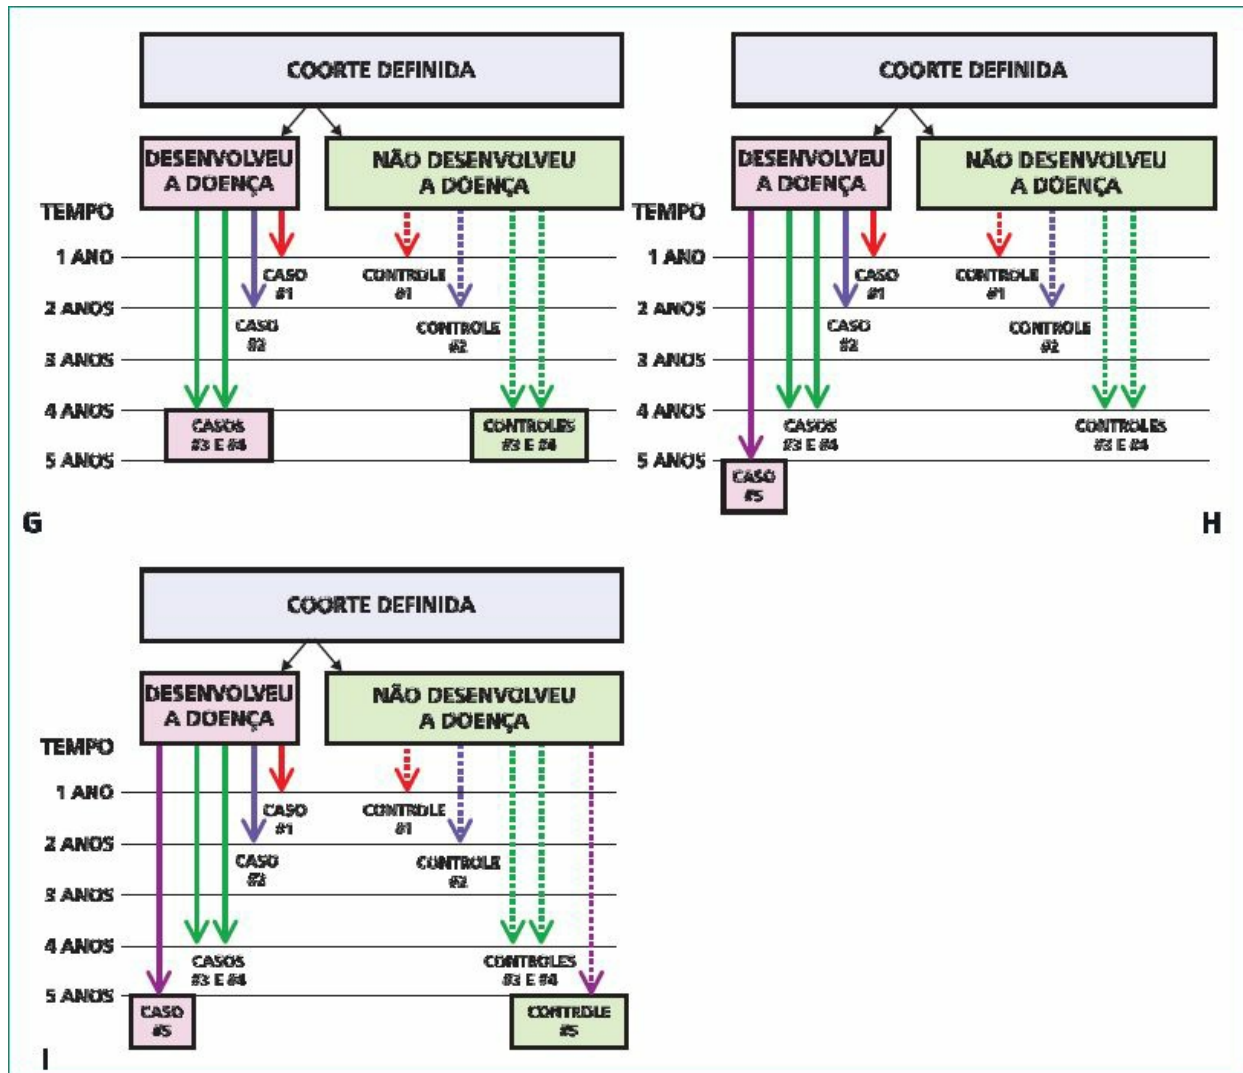 COORTE DEFINIDA
DESENVOLVEU
A DOENÇA
NÃO DESENVOLVEU
A DOENÇA
TEMPO
1 ANO
CASO
#1
CONTROLE
#1
2 ANOS
CASO
#2
CONTROLE
#2
3 ANOS
4 ANOS
CASOS
#3 E #4
CONTROLES
#3 E #4
5 ANOS
G
COORTE DEFINIDA
DESENVOLVEU
A DOENÇA
NÃO DESENVOLVEU
A DOENÇA
TEMPO
1 ANO
CASO
#1
CONTROLE
#1
2 ANOS
CASO
#2
CONTROLE
#2
3 ANOS
4 ANOS
CASOS
#3 E #4
CONTROLES
#3 E #4
5 ANOS
CASO
#5
H
COORTE DEFINIDA
DESENVOLVEU
A DOENÇA
NÃO DESENVOLVEU
A DOENÇA
TEMPO
1 ANO
CASO
#1
CONTROLE
#1
2 ANOS
CASO
#2
CONTROLE
#2
3 ANOS
4 ANOS
CASOS
#3 E #4
CONTROLES
#3 E #4
5 ANOS
CASO
#5
CONTROLE
#5
I